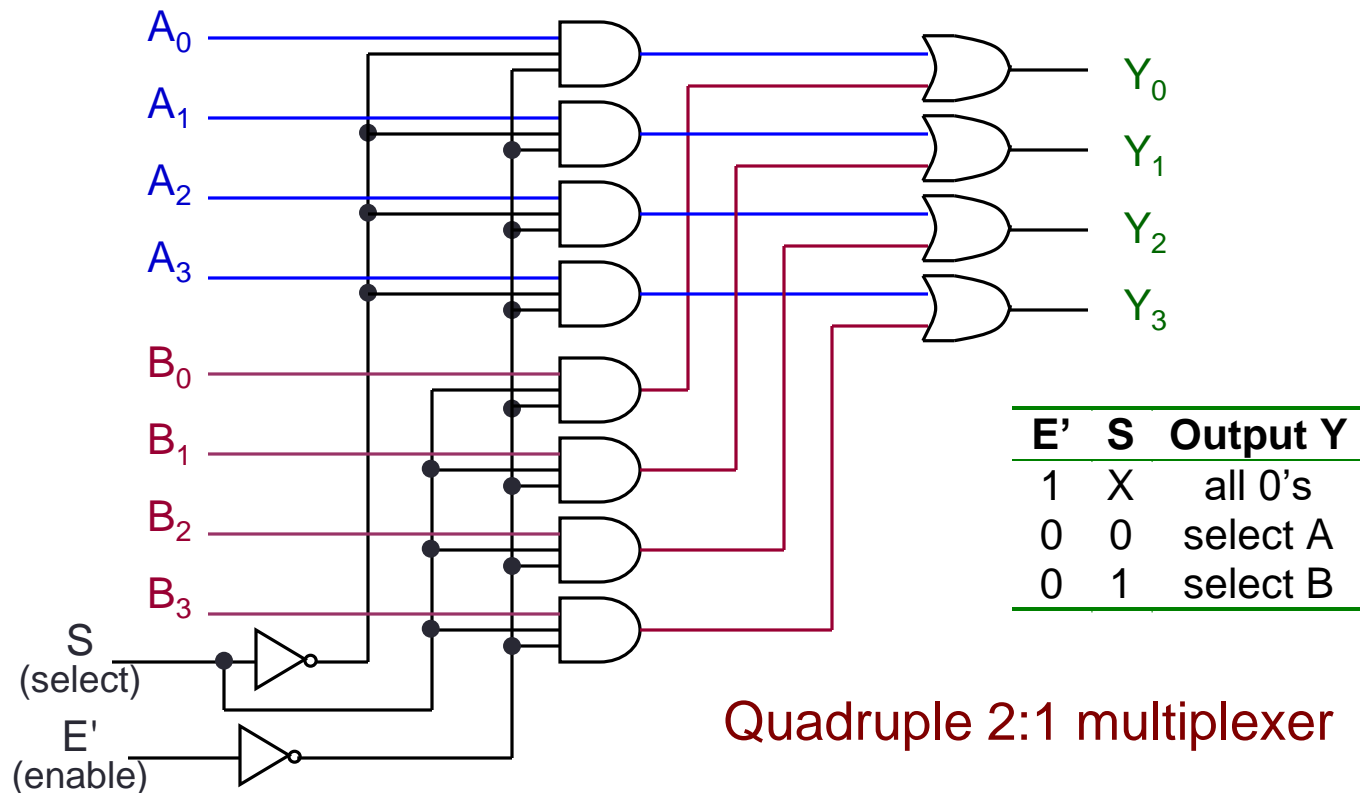 A0
Y0
A1
Y1
A2
Y2
A3
Y3
B0
B1
B2
B3
S
(select)
E'
(enable)
E’ S Output Y
1 X all 0’s
0 0 select A
0 1 select B
Quadruple 2:1 multiplexer